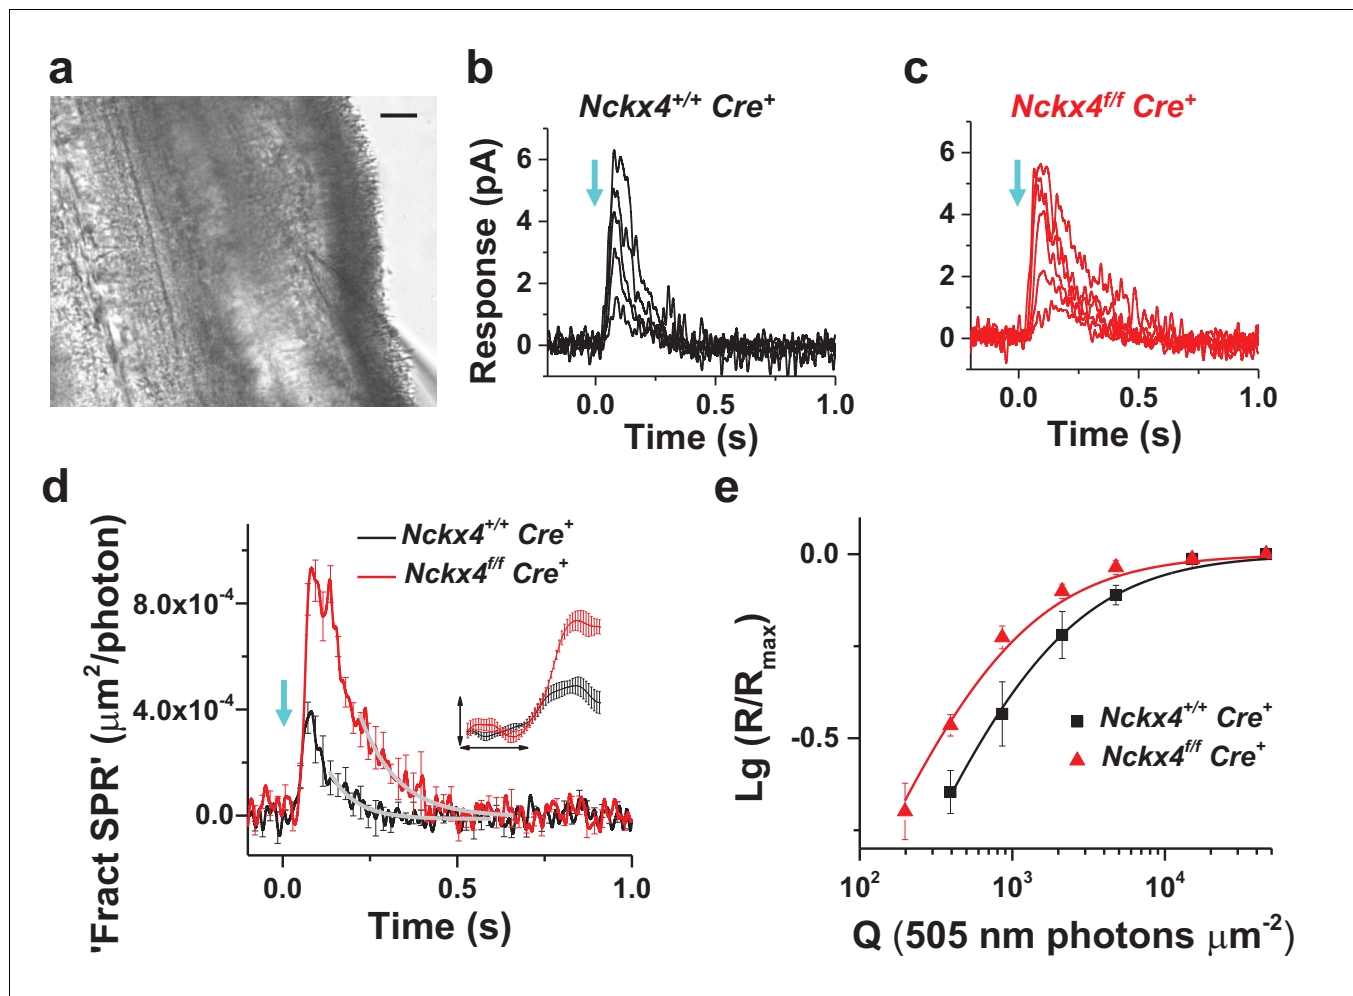 a
b
Nckx4+/+ Cre+
Response (pA)
6
4
2
0
0.0 0.5 1.0
Time (s)
c
Nckx4f/f Cre+
6
4
2
0
0.0 0.5 1.0
Time (s)
d
'Fract SPR' (μm2/photon)
Nckx4+/+ Cre+
Nckx4f/f Cre+
8.0x10-4
4.0x10-4
0.0
0.0 0.5 1.0
Time (s)
e
Lg (R/Rmax)
0.0
-0.5
Nckx4+/+ Cre+
Nckx4f/f Cre+
102 103 104
Q (505 nm photons μm-2)